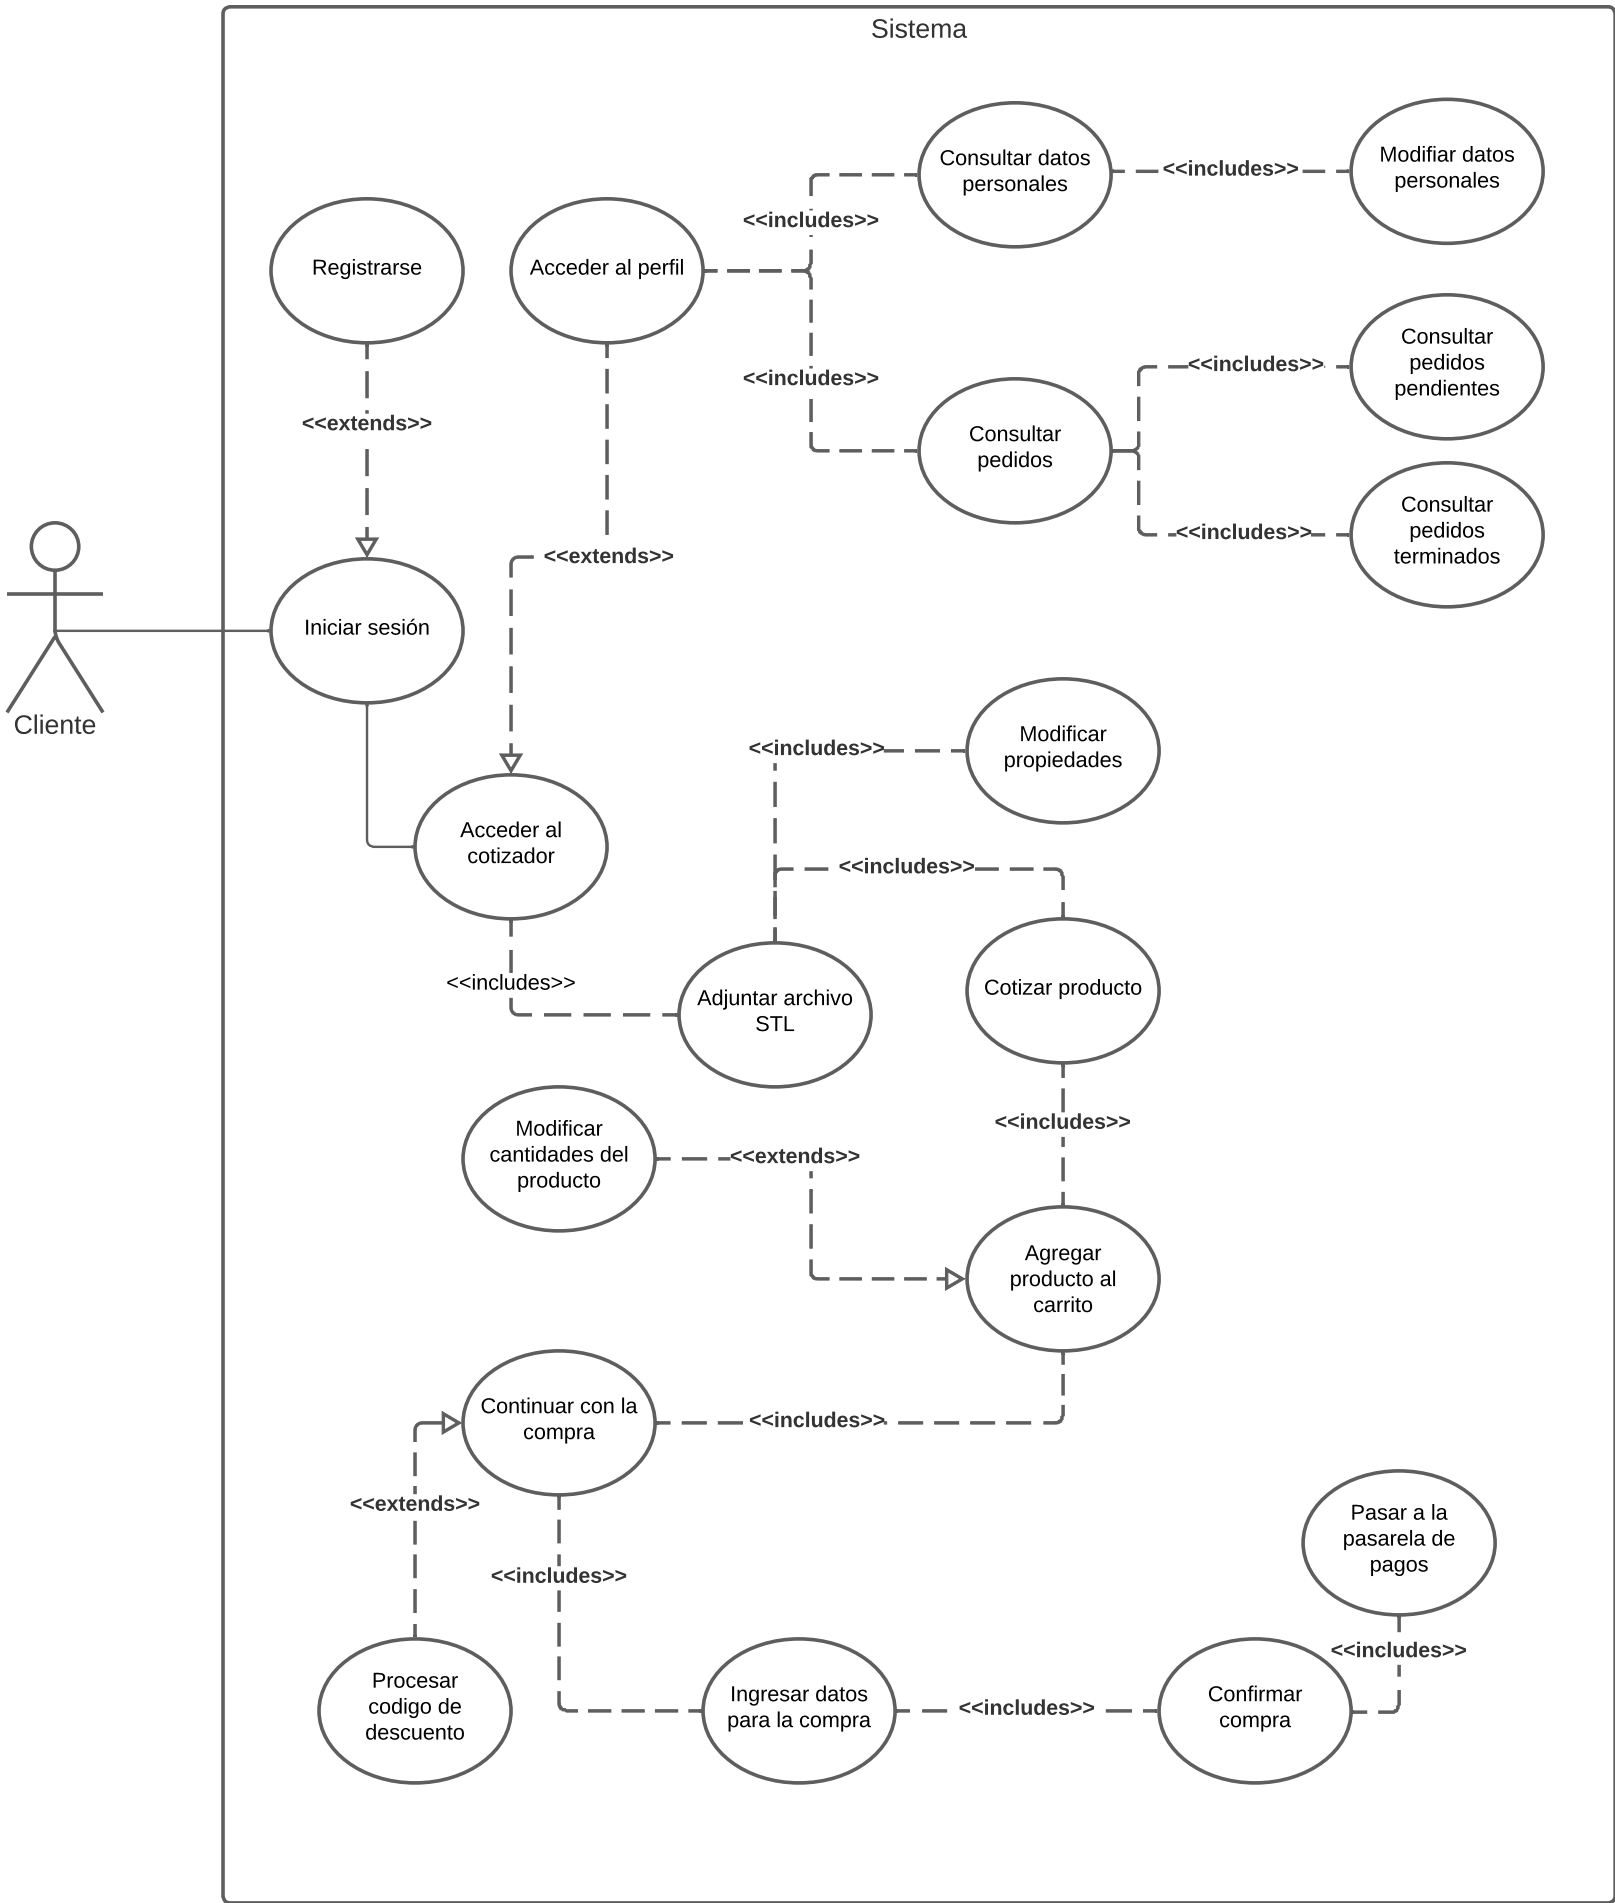 Sistema
Consultar datos
personales
<<includes>>
Modifiar datos
personales
<<includes>>
Registrarse
Acceder al perfil
<<includes>>
<<extends>>
Consultar
pedidos
<<includes>>
Consultar
pedidos
pendientes
<<includes>>
Consultar
pedidos
terminados
<<extends>>
Iniciar sesión
Cliente
<<includes>>
Modificar
propiedades
Acceder al
cotizador
<<includes>>
<<includes>>
Adjuntar archivo
STL
Cotizar producto
<<includes>>
Modificar
cantidades del
producto
<<extends>>
Agregar
producto al
carrito
Continuar con la
compra
<<includes>>
<<extends>>
<<includes>>
Pasar a la
pasarela de
pagos
<<includes>>
Procesar
codigo de
descuento
Ingresar datos
para la compra
<<includes>>
Confirmar
compra